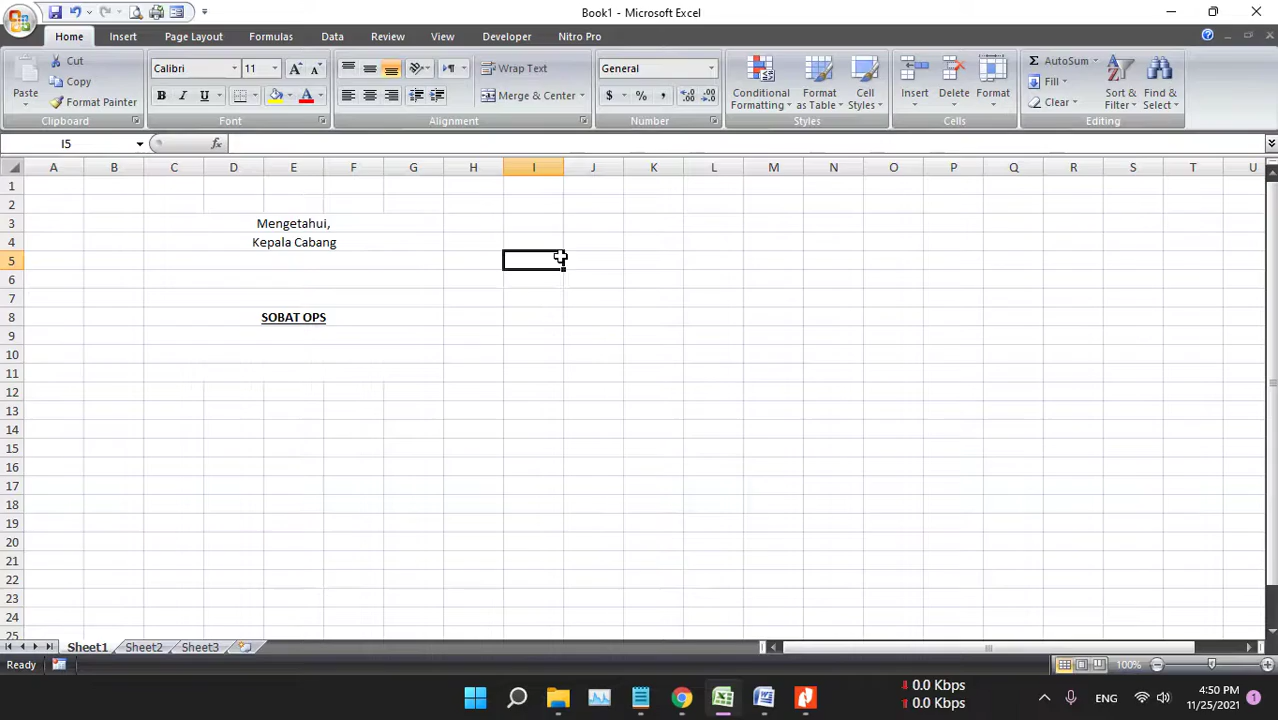 Book1 - Microsoft Excel
Home Insert Page Layout Formulas Data Review View Developer Nitro Pro
Cut Calibri 11 Wrap Text General AutoSum
Copy Fill
Paste Format Painter Merge & Center $ % , Conditional Formatting Format as Table Cell Styles Insert Delete Format Clear Sort & Filter Find & Select
Clipboard Font Alignment Number Styles Cells Editing
I5 fx
A B C D E F G H I J K L M N O P Q R S T U
1
2
3 Mengetahui,
4 Kepala Cabang
5
6
7
8 SOBAT OPS
9
10
11
12
13
14
15
16
17
18
19
20
21
22
23
24
25
Sheet1 Sheet2 Sheet3
Ready 100%
0.0 Kbps
0.0 Kbps
ENG
4:50 PM
11/25/2021
1